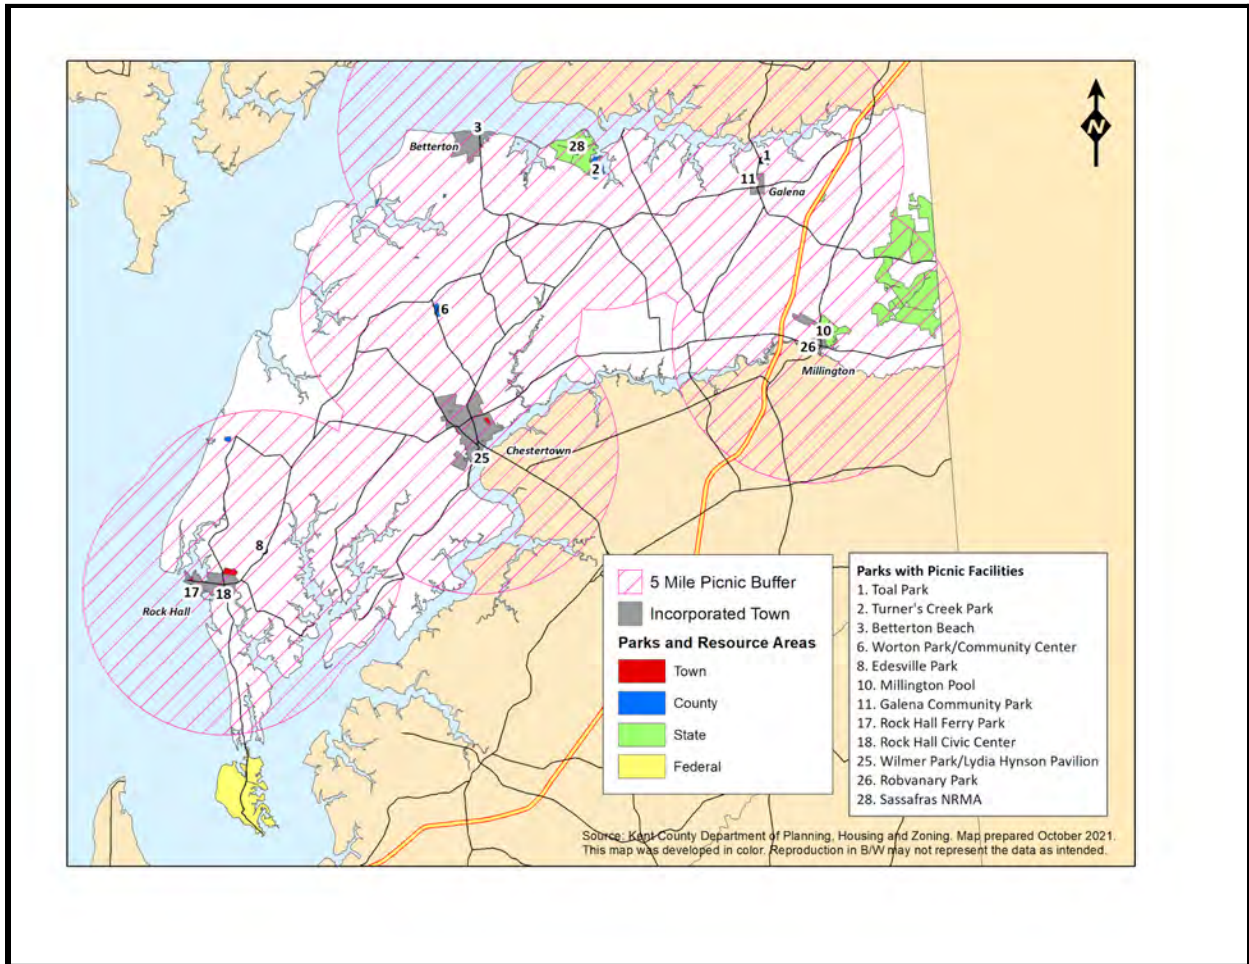 N
3
Betterton
28
2
1
11
Galena
6
10
26
Millington
Chestertown
25
8
17
18
Rock Hall
5 Mile Picnic Buffer
Incorporated Town
Parks and Resource Areas
Town
County
State
Federal
Parks with Picnic Facilities
1. Toal Park
2. Turner's Creek Park
3. Betterton Beach
6. Worton Park/Community Center
8. Edesville Park
10. Millington Pool
11. Galena Community Park
17. Rock Hall Ferry Park
18. Rock Hall Civic Center
25. Wilmer Park/Lydia Hynson Pavilion
26. Robvanary Park
28. Sassafras NRMA
Source: Kent County Department of Planning, Housing and Zoning. Map prepared October 2021.
This map was developed in color. Reproduction in B/W may not represent the data as intended.